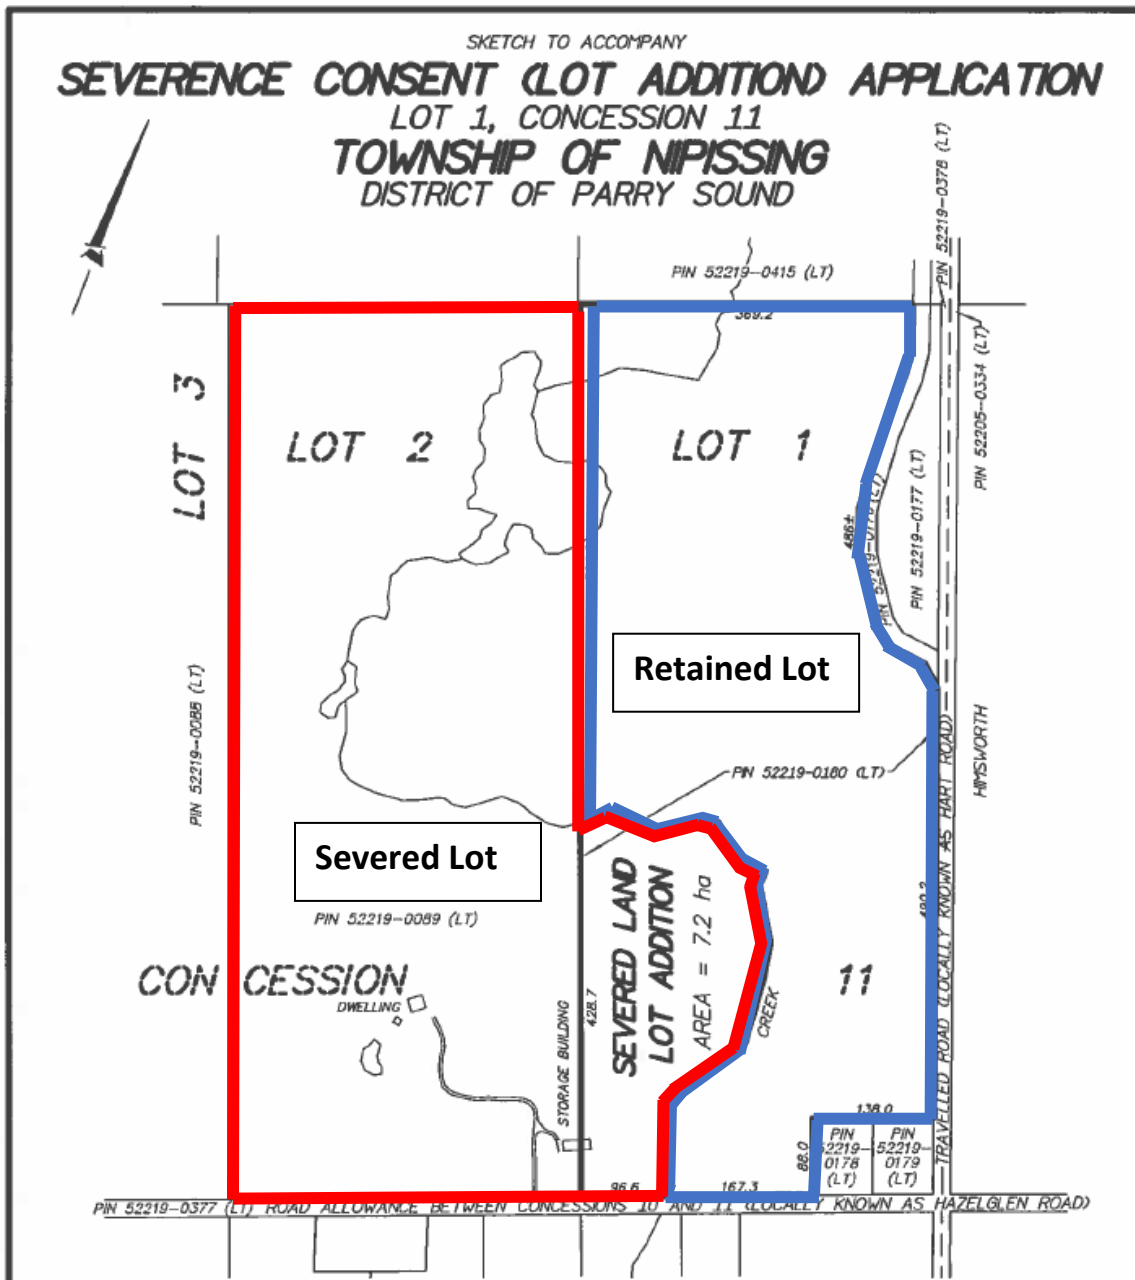 SKETCH TO ACCOMPANY
SEVERENCE CONSENT (LOT ADDITION) APPLICATION
LOT 1, CONCESSION 11
TOWNSHIP OF NIPISSING
DISTRICT OF PARRY SOUND
PIN 52219-0378 (LT)
PIN 52219-0415 (LT)
369.2
LOT 3
LOT 2
LOT 1
PIN 52205-0334 (LT)
PIN 52219-0177 (LT)
486±
Retained Lot
PIN 52219-0088 (LT)
PIN 52219-0180 (LT)
HIMSWORTH
TRAVELLED ROAD (LOCALLY KNOWN AS HART ROAD)
Severed Lot
PIN 52219-0089 (LT)
SEVERED LAND
LOT ADDITION
AREA = 7.2 ha
CON CESSION
11
DWELLING
428.7
CREEK
STORAGE BUILDING
138.0
88.0
PIN
52219-
0178
(LT)
PIN
52219-
0179
(LT)
96.6
167.3
PIN 52219-0377 (LT) ROAD ALLOWANCE BETWEEN CONCESSIONS 10 AND 11 (LOCALLY KNOWN AS HAZELGLEN ROAD)